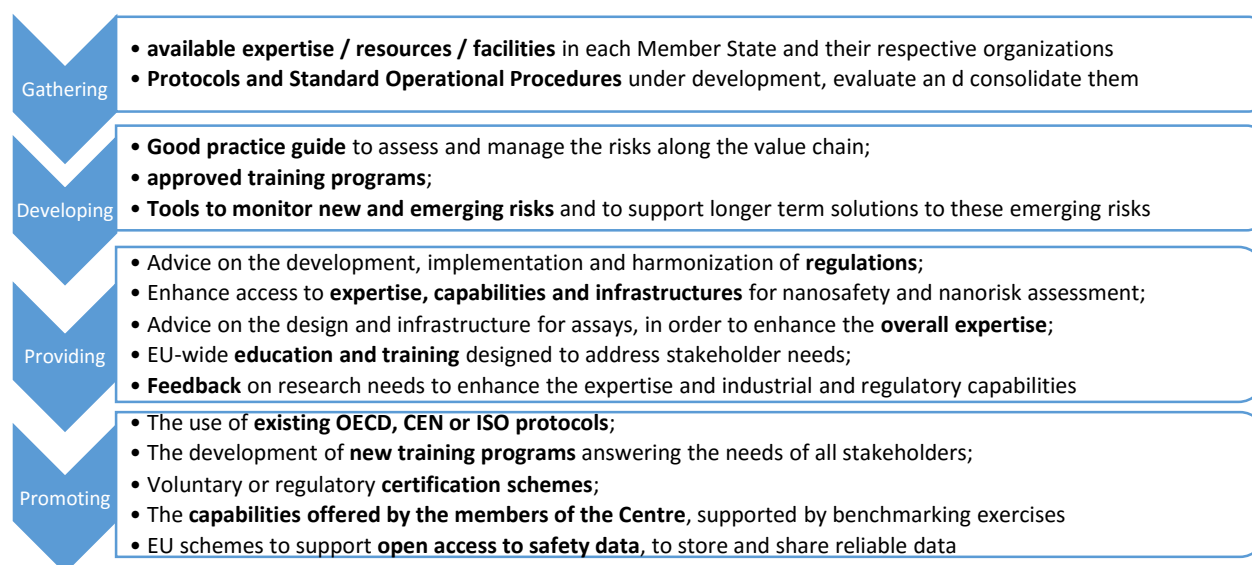 Gathering
• available expertise / resources / facilities in each Member State and their respective organizations
• Protocols and Standard Operational Procedures under development, evaluate an d consolidate them
Developing
• Good practice guide to assess and manage the risks along the value chain;
• approved training programs;
• Tools to monitor new and emerging risks and to support longer term solutions to these emerging risks
Providing
• Advice on the development, implementation and harmonization of regulations;
• Enhance access to expertise, capabilities and infrastructures for nanosafety and nanorisk assessment;
• Advice on the design and infrastructure for assays, in order to enhance the overall expertise;
• EU-wide education and training designed to address stakeholder needs;
• Feedback on research needs to enhance the expertise and industrial and regulatory capabilities
Promoting
• The use of existing OECD, CEN or ISO protocols;
• The development of new training programs answering the needs of all stakeholders;
• Voluntary or regulatory certification schemes;
• The capabilities offered by the members of the Centre, supported by benchmarking exercises
• EU schemes to support open access to safety data, to store and share reliable data